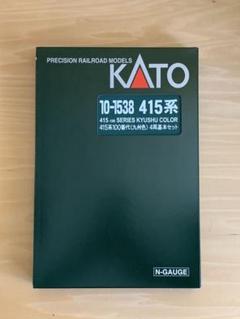 PRECISION RAILROAD MODELS
KATO
10-1538 415系
415 100 SERIES KYUSHU COLOR
415系100番代(九州色) 4両基本セット
N-GAUGE